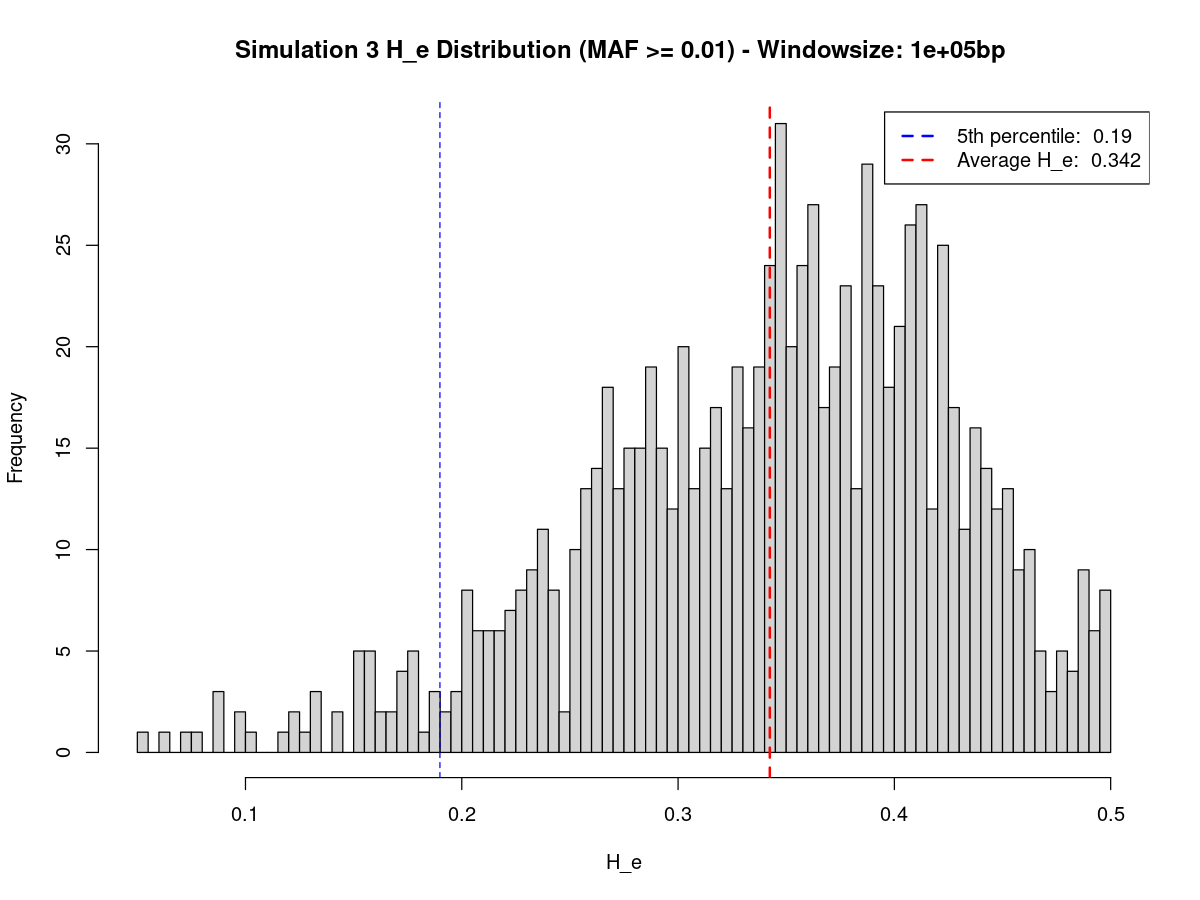 Simulation 3 H_e Distribution (MAF >= 0.01) - Windowsize: 1e+05bp
5th percentile:  0.19
Average H_e:  0.342
Frequency
30
25
20
15
10
5
0
0.1 0.2 0.3 0.4 0.5
H_e